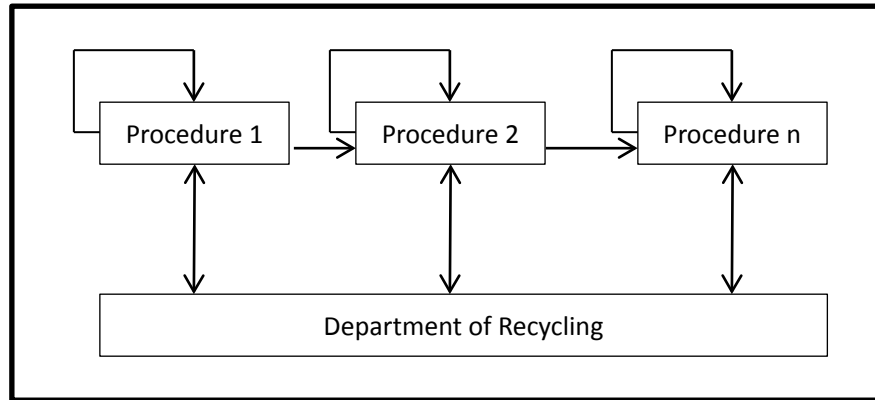 Procedure 1
Procedure 2
Procedure n
Department of Recycling